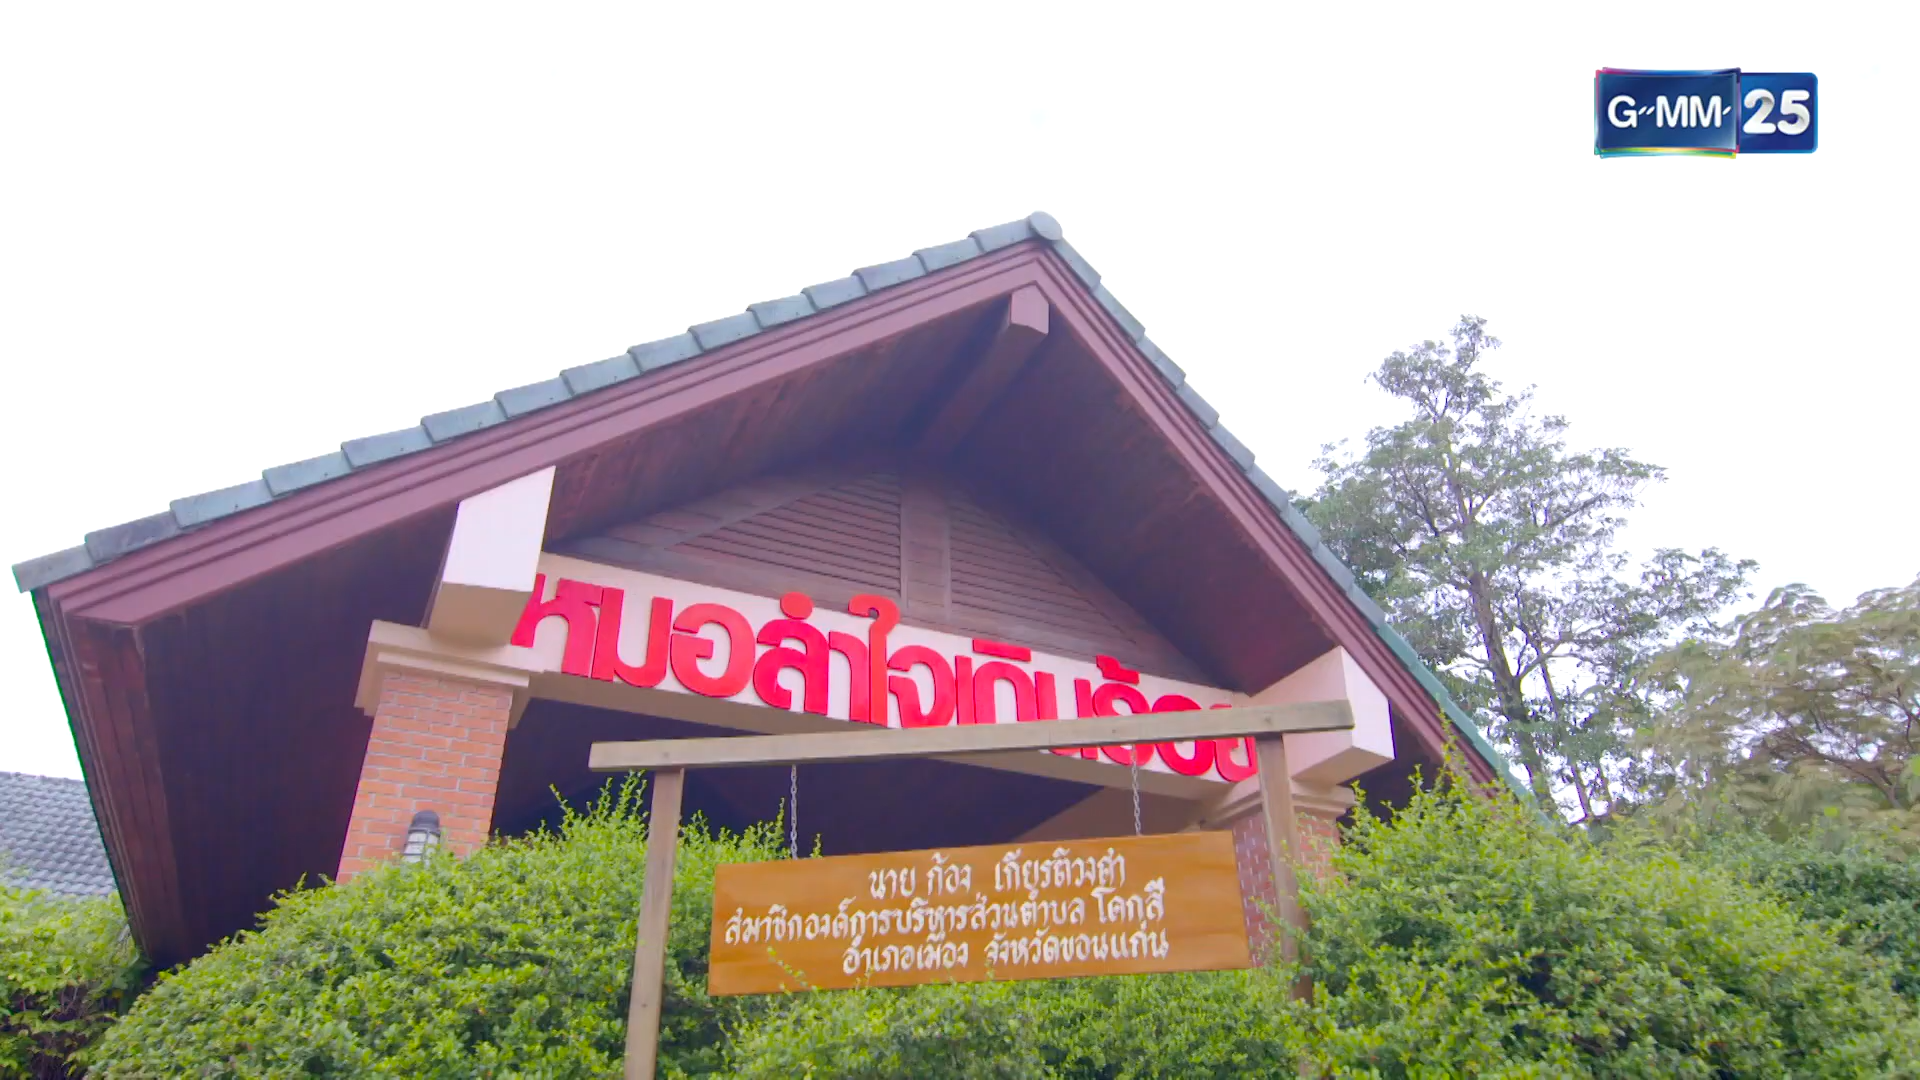 GMM 25
หมอลำใจเกินร้อย
นาย ก้อง เกียรติวงศา
สมาชิกองค์การบริหารส่วนตำบล โคกสี
อำเภอเมือง จังหวัดขอนแก่น